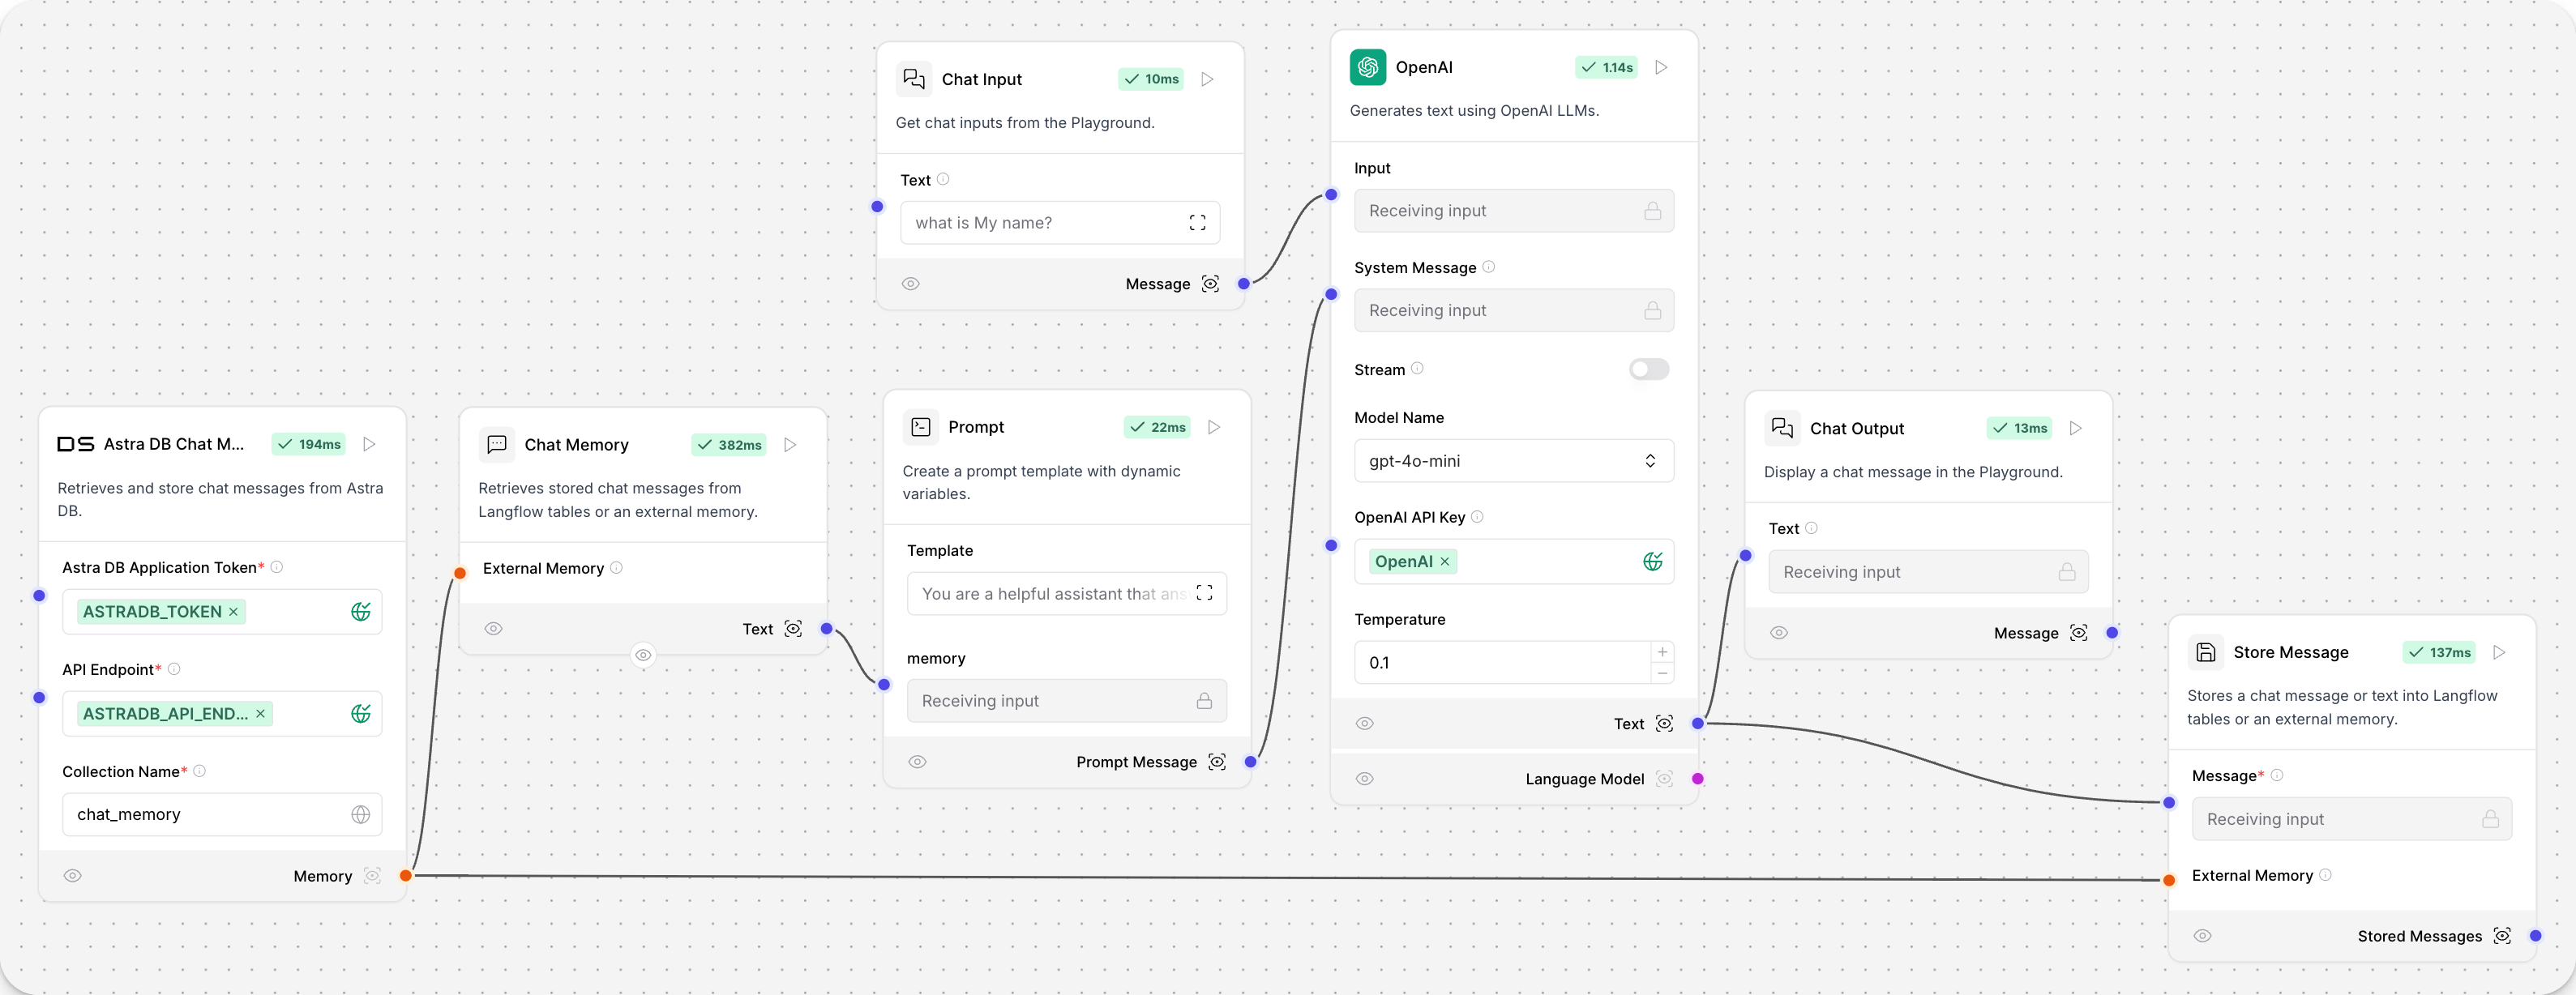 Chat Input
10ms
Get chat inputs from the Playground.
Text
what is My name?
Message
OpenAI
1.14s
Generates text using OpenAI LLMs.
Input
Receiving input
System Message
Receiving input
Stream
Model Name
gpt-4o-mini
OpenAI API Key
OpenAI ×
Temperature
0.1
Text
Language Model
DS Astra DB Chat M...
194ms
Retrieves and store chat messages from Astra
DB.
Astra DB Application Token*
ASTRADB_TOKEN ×
API Endpoint*
ASTRADB_API_END... ×
Collection Name*
chat_memory
Memory
Chat Memory
382ms
Retrieves stored chat messages from
Langflow tables or an external memory.
External Memory
Text
Prompt
22ms
Create a prompt template with dynamic
variables.
Template
You are a helpful assistant that ans
memory
Receiving input
Prompt Message
Chat Output
13ms
Display a chat message in the Playground.
Text
Receiving input
Message
Store Message
137ms
Stores a chat message or text into Langflow
tables or an external memory.
Message*
Receiving input
External Memory
Stored Messages